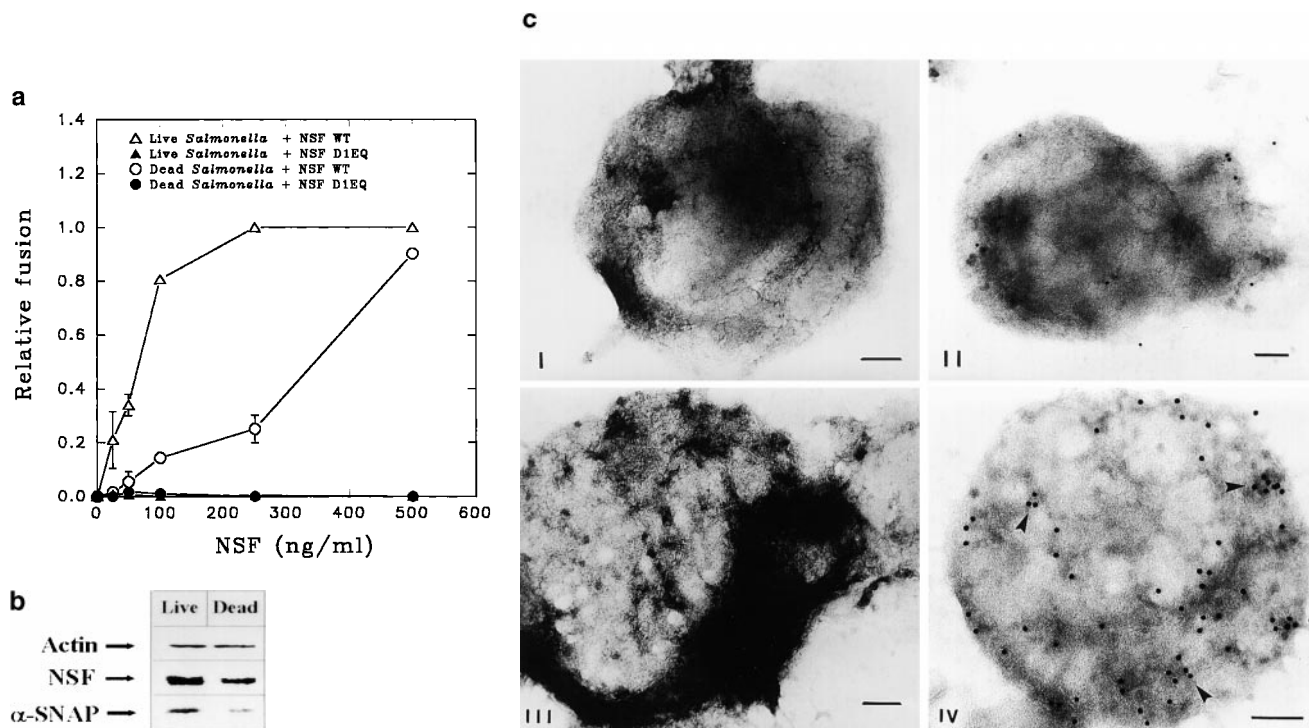 c
a
1.4
1.2
1.0
0.8
0.6
0.4
0.2
0.0
Relative fusion
△ Live Salmonella + NSF WT
▲ Live Salmonella + NSF D1EQ
○ Dead Salmonella + NSF WT
● Dead Salmonella + NSF D1EQ
0 100 200 300 400 500 600
NSF (ng/ml)
I
II
III
IV
b
Live Dead
Actin
NSF
α-SNAP